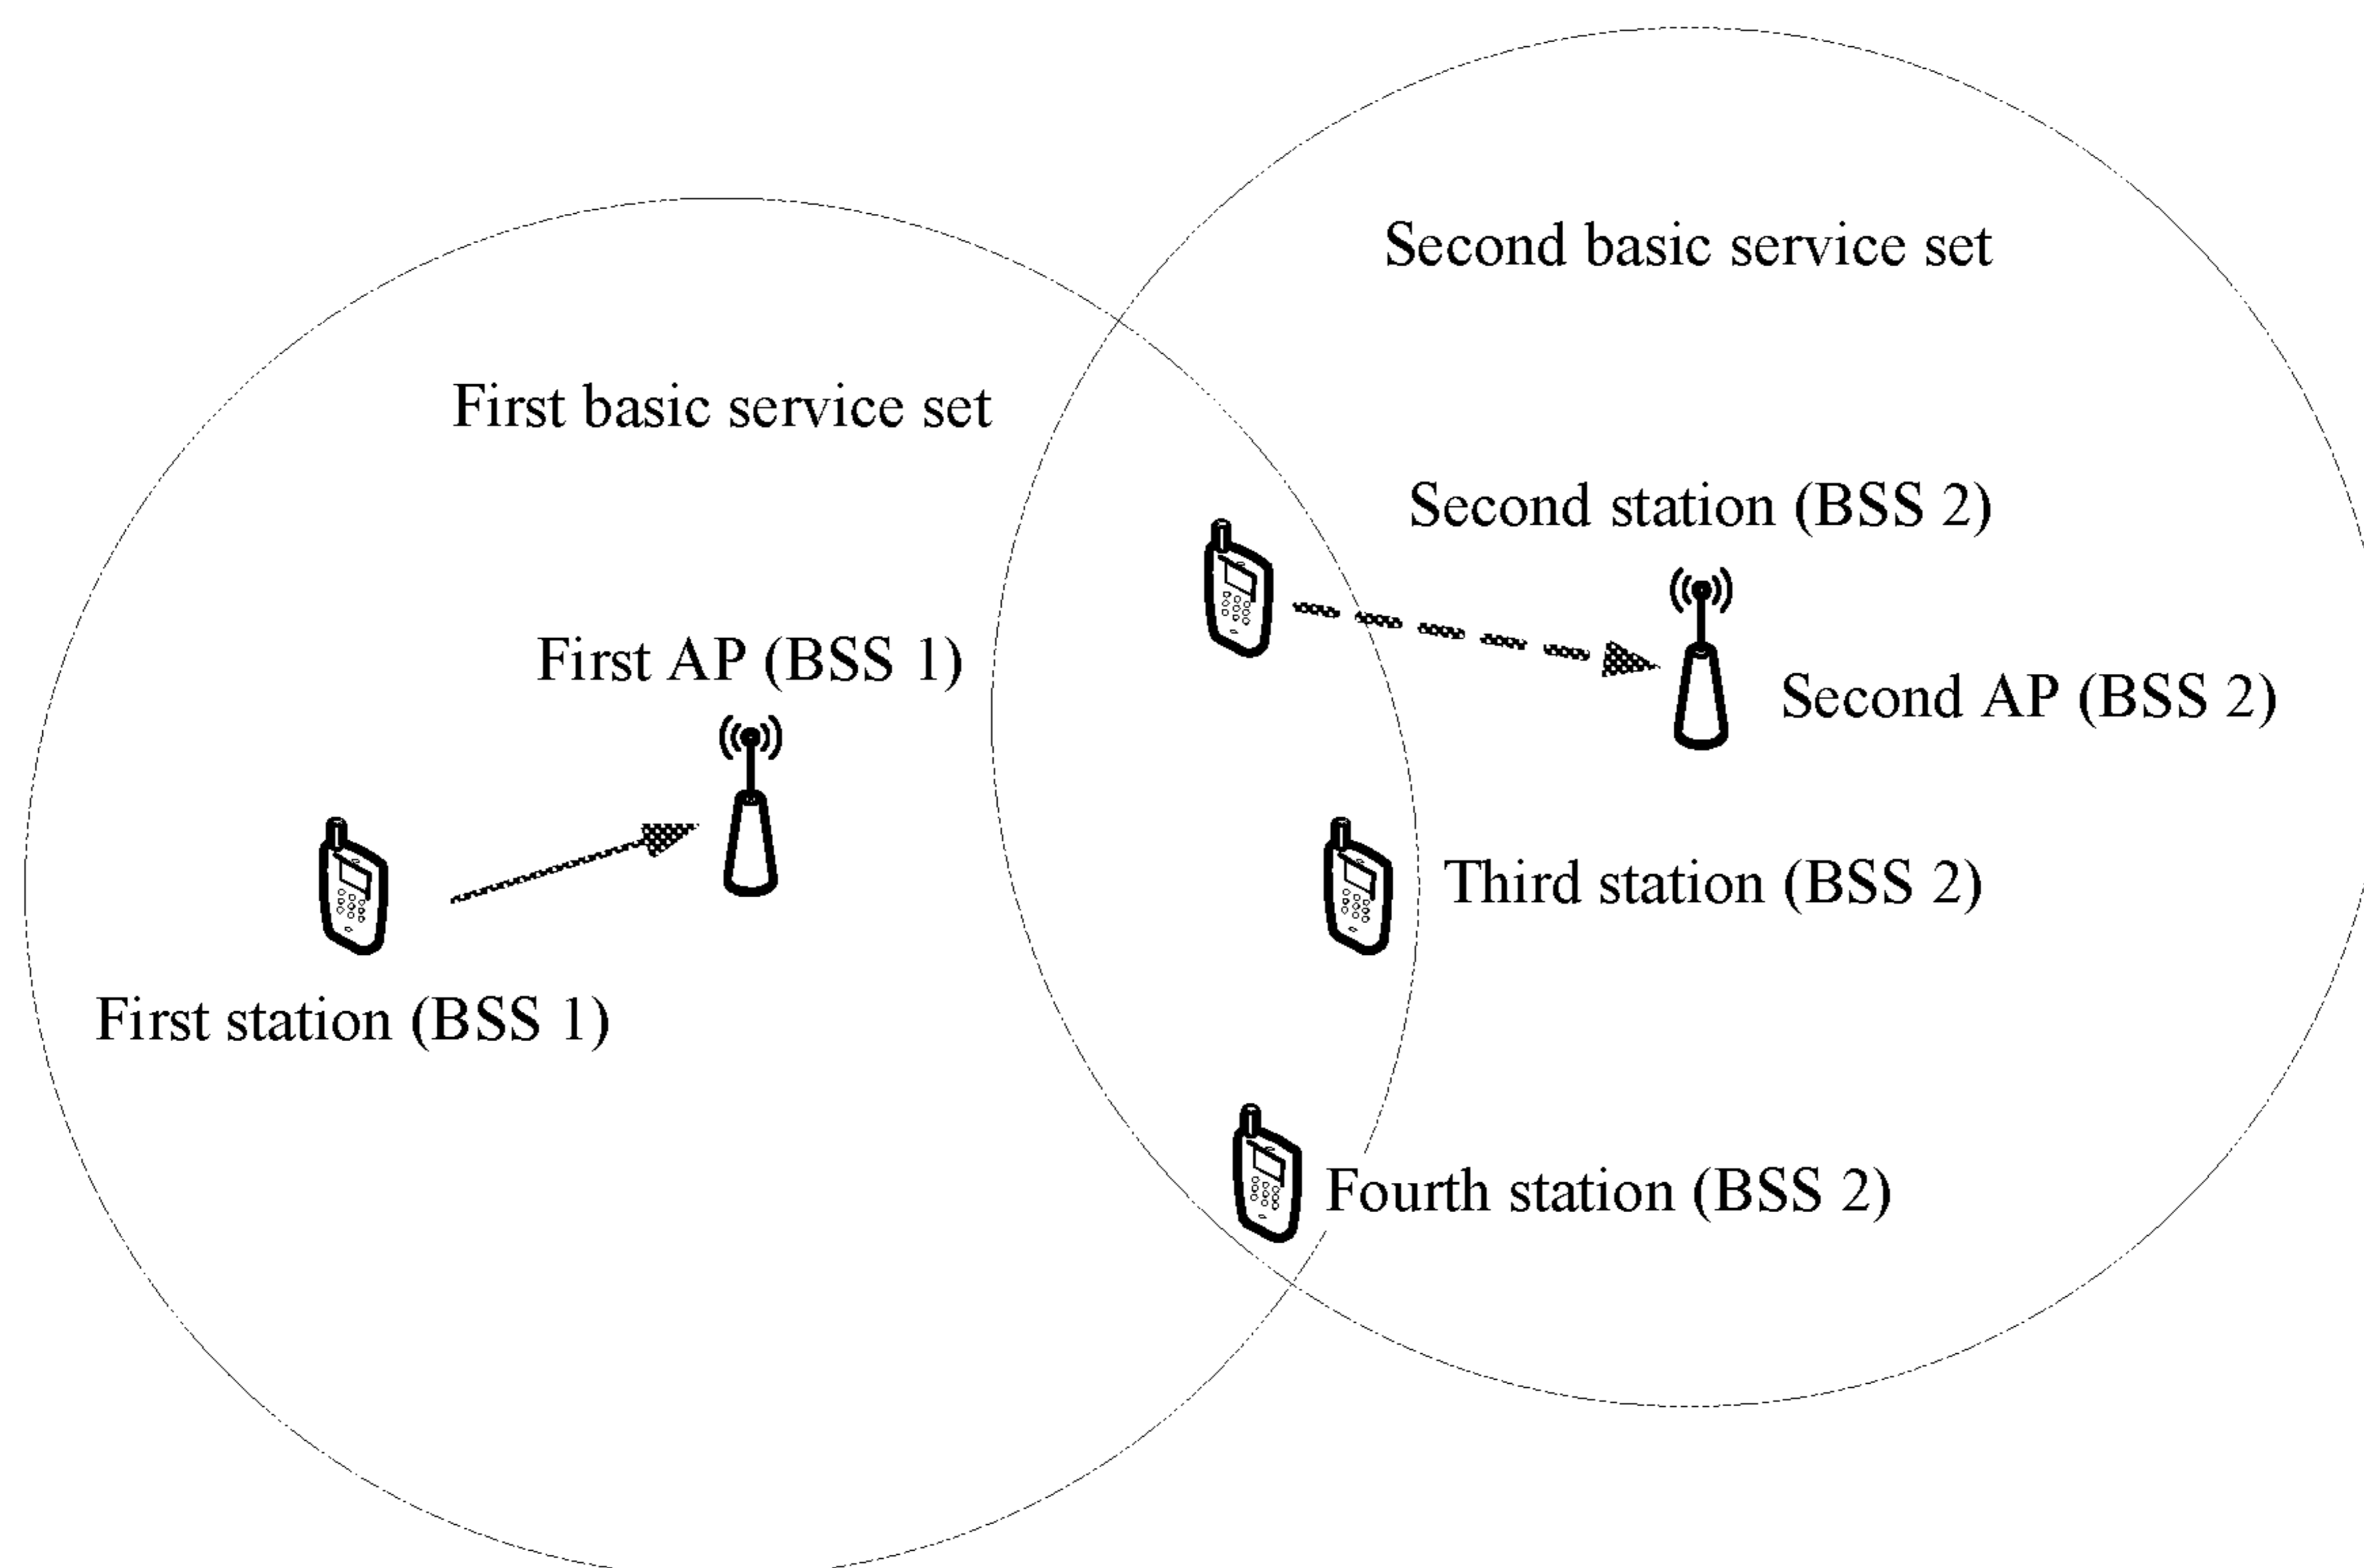 Second basic service set
First basic service set
Second station (BSS 2)
First AP (BSS 1)
Second AP (BSS 2)
Third station (BSS 2)
First station (BSS 1)
Fourth station (BSS 2)